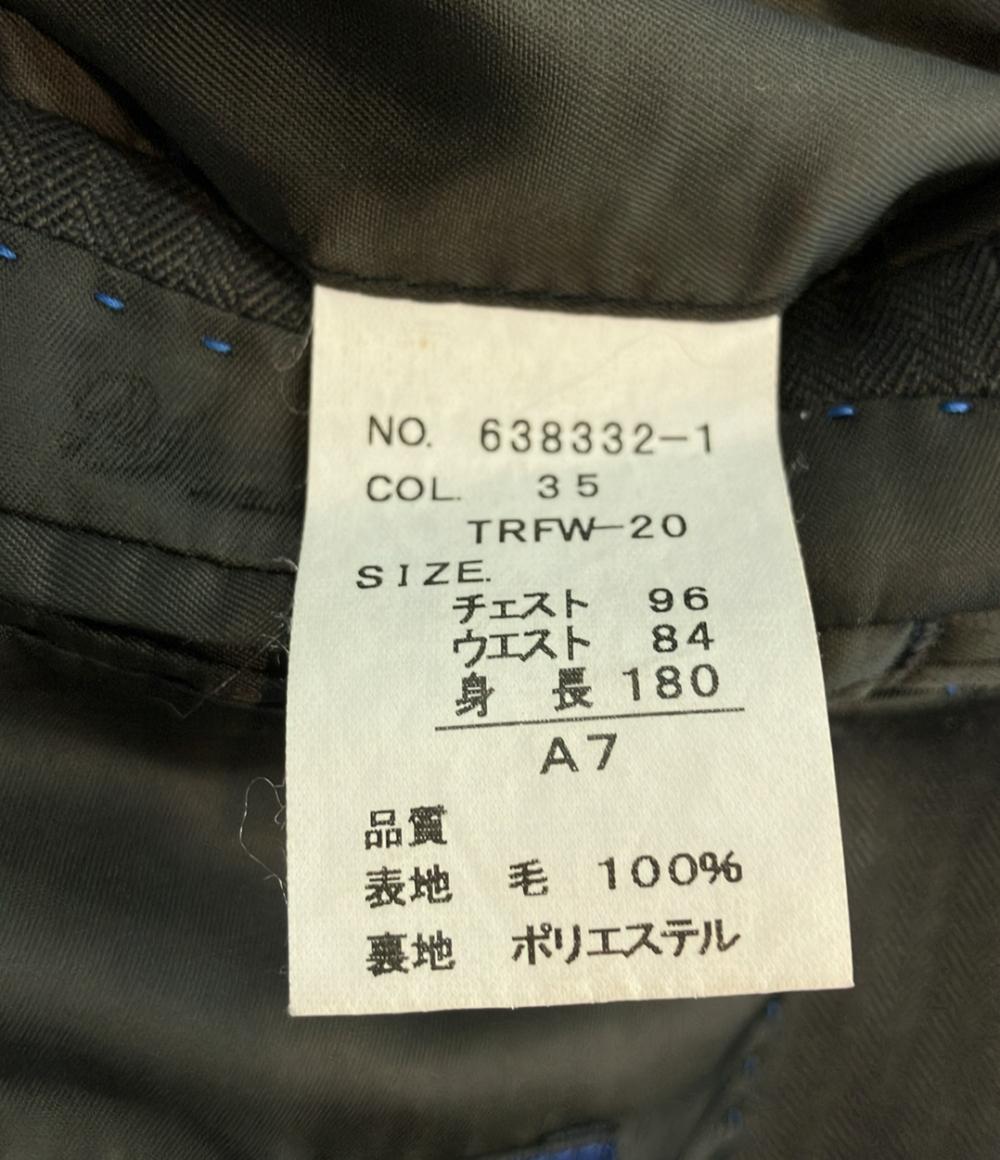 NO. 638332-1
COL. 35
TRFW-20
SIZE.
チェスト 96
ウエスト 84
身 長 180
A7
品質
表地 毛 100%
裏地 ポリエステル